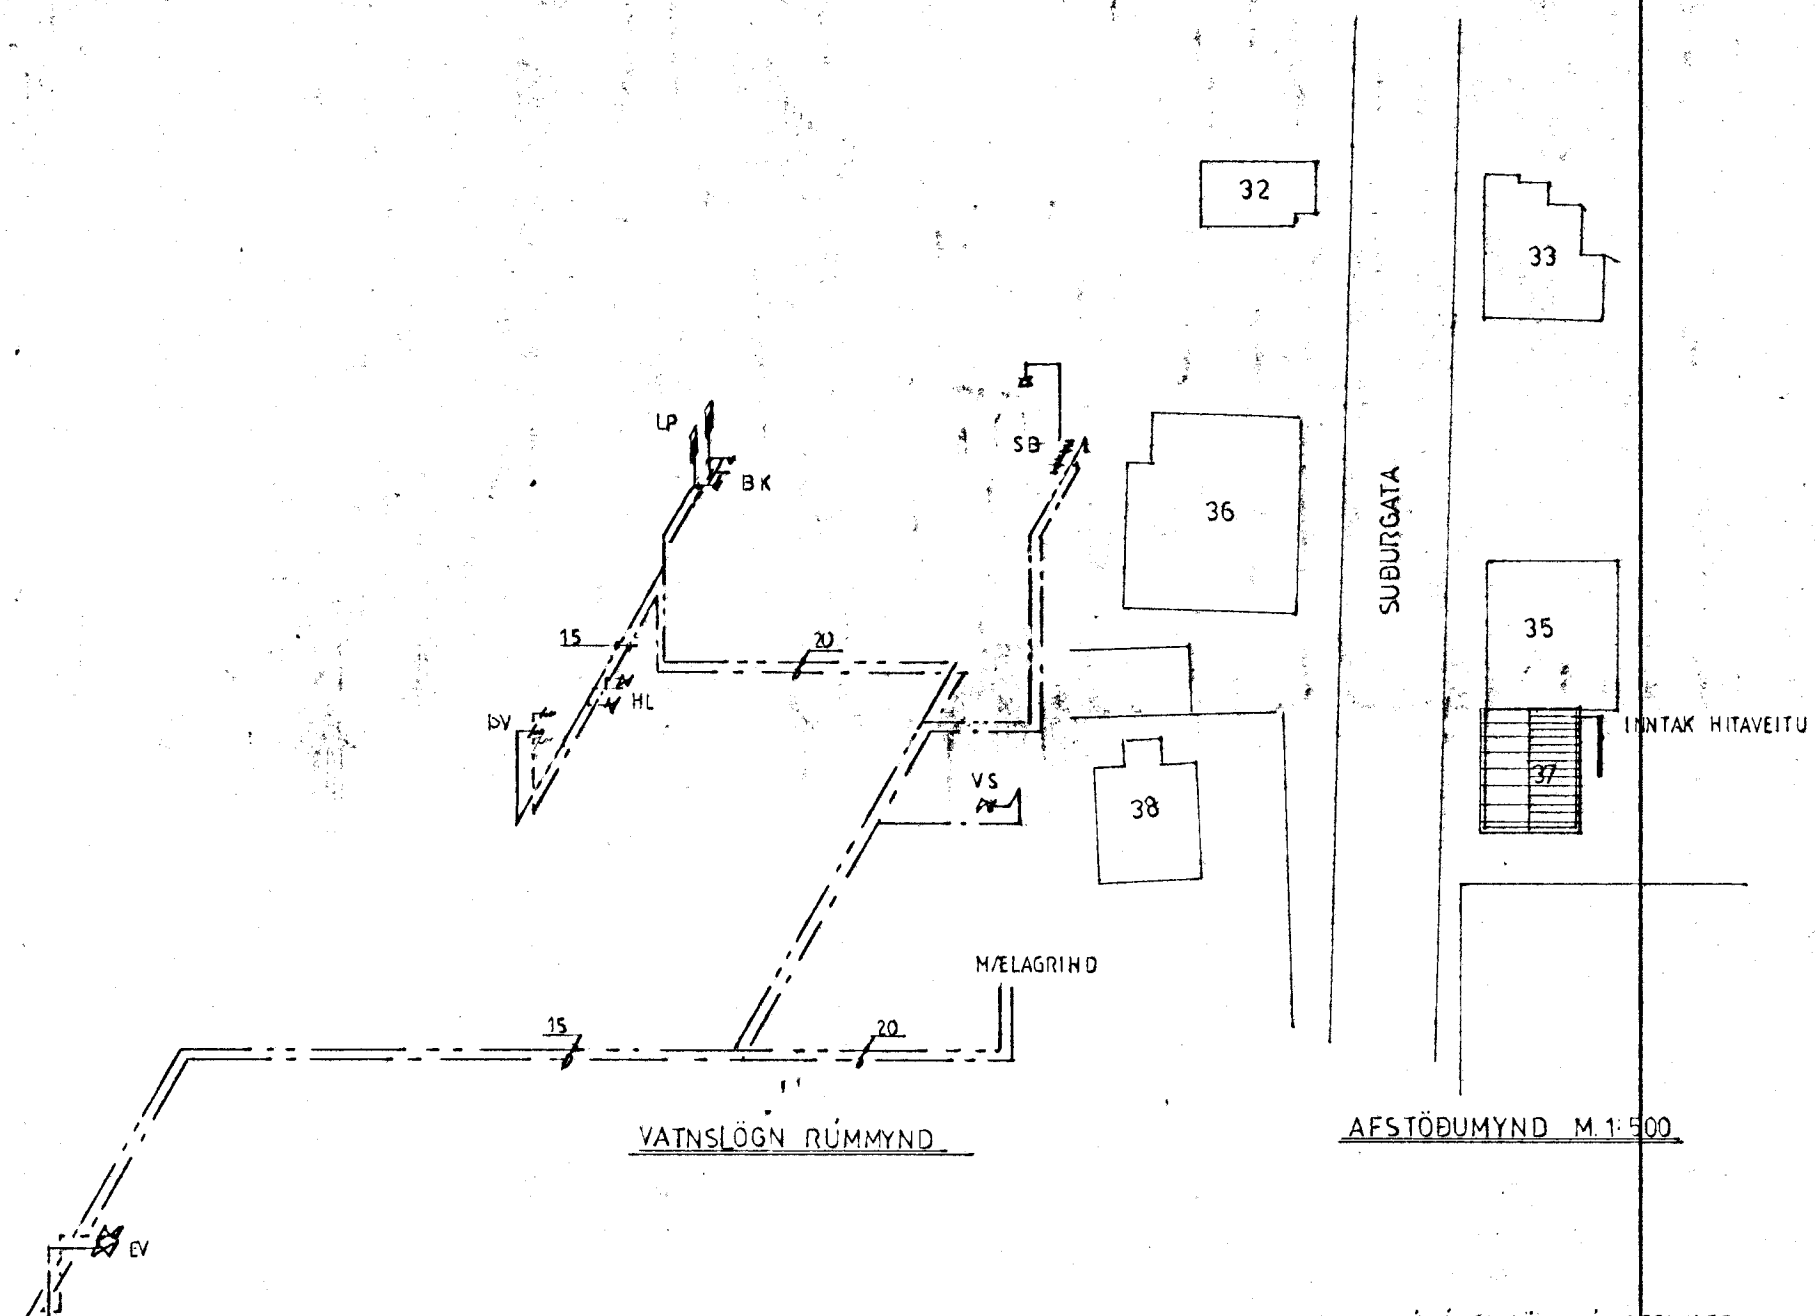 32
33
LP
SB
BK
36
SUÐURGATA
15
20
35
HL
DV
INNTAK HITAVEITU
VS
37
38
MÆLAGRIND
15
20
VATNSLÖGN RÚMMYND
AFSTÖÐUMYND M. 1:500
EV